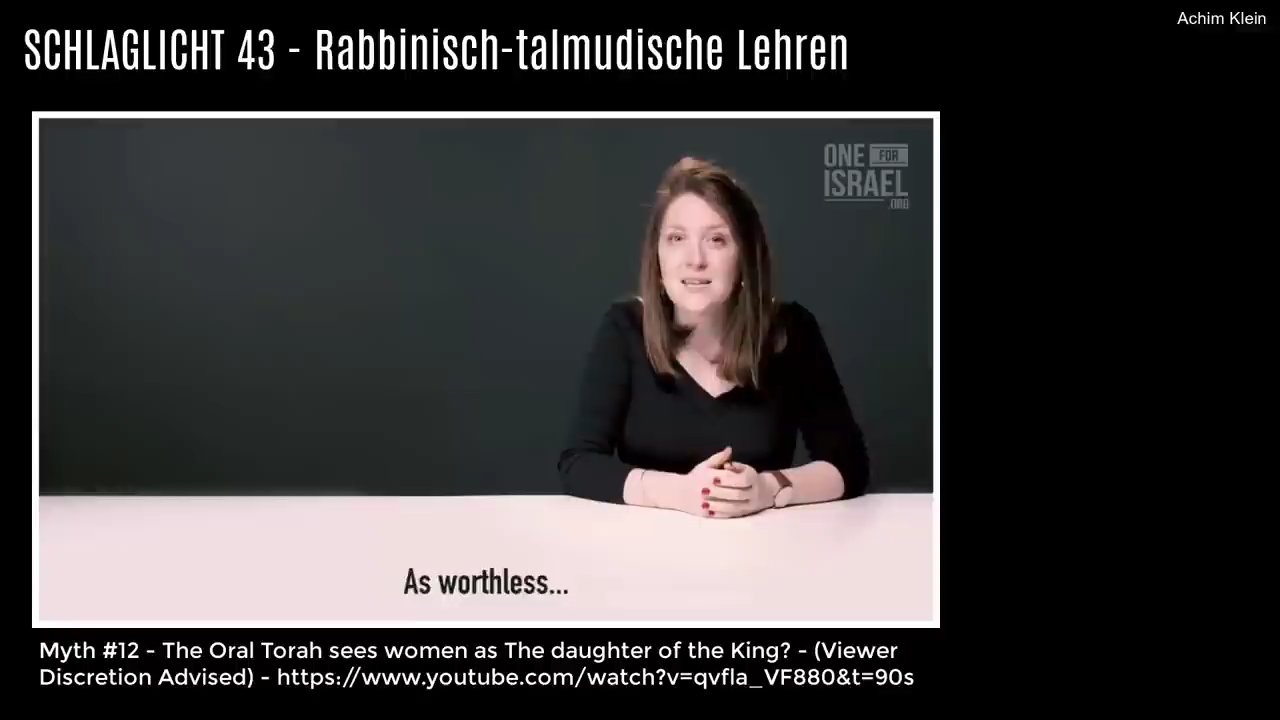 Achim Klein
SCHLAGLICHT 43 - Rabbinisch-talmudische Lehren
ONE FOR
ISRAEL
.ORG
As worthless...
Myth #12 - The Oral Torah sees women as The daughter of the King? - (Viewer
Discretion Advised) - https://www.youtube.com/watch?v=qvfla_VF880&t=90s